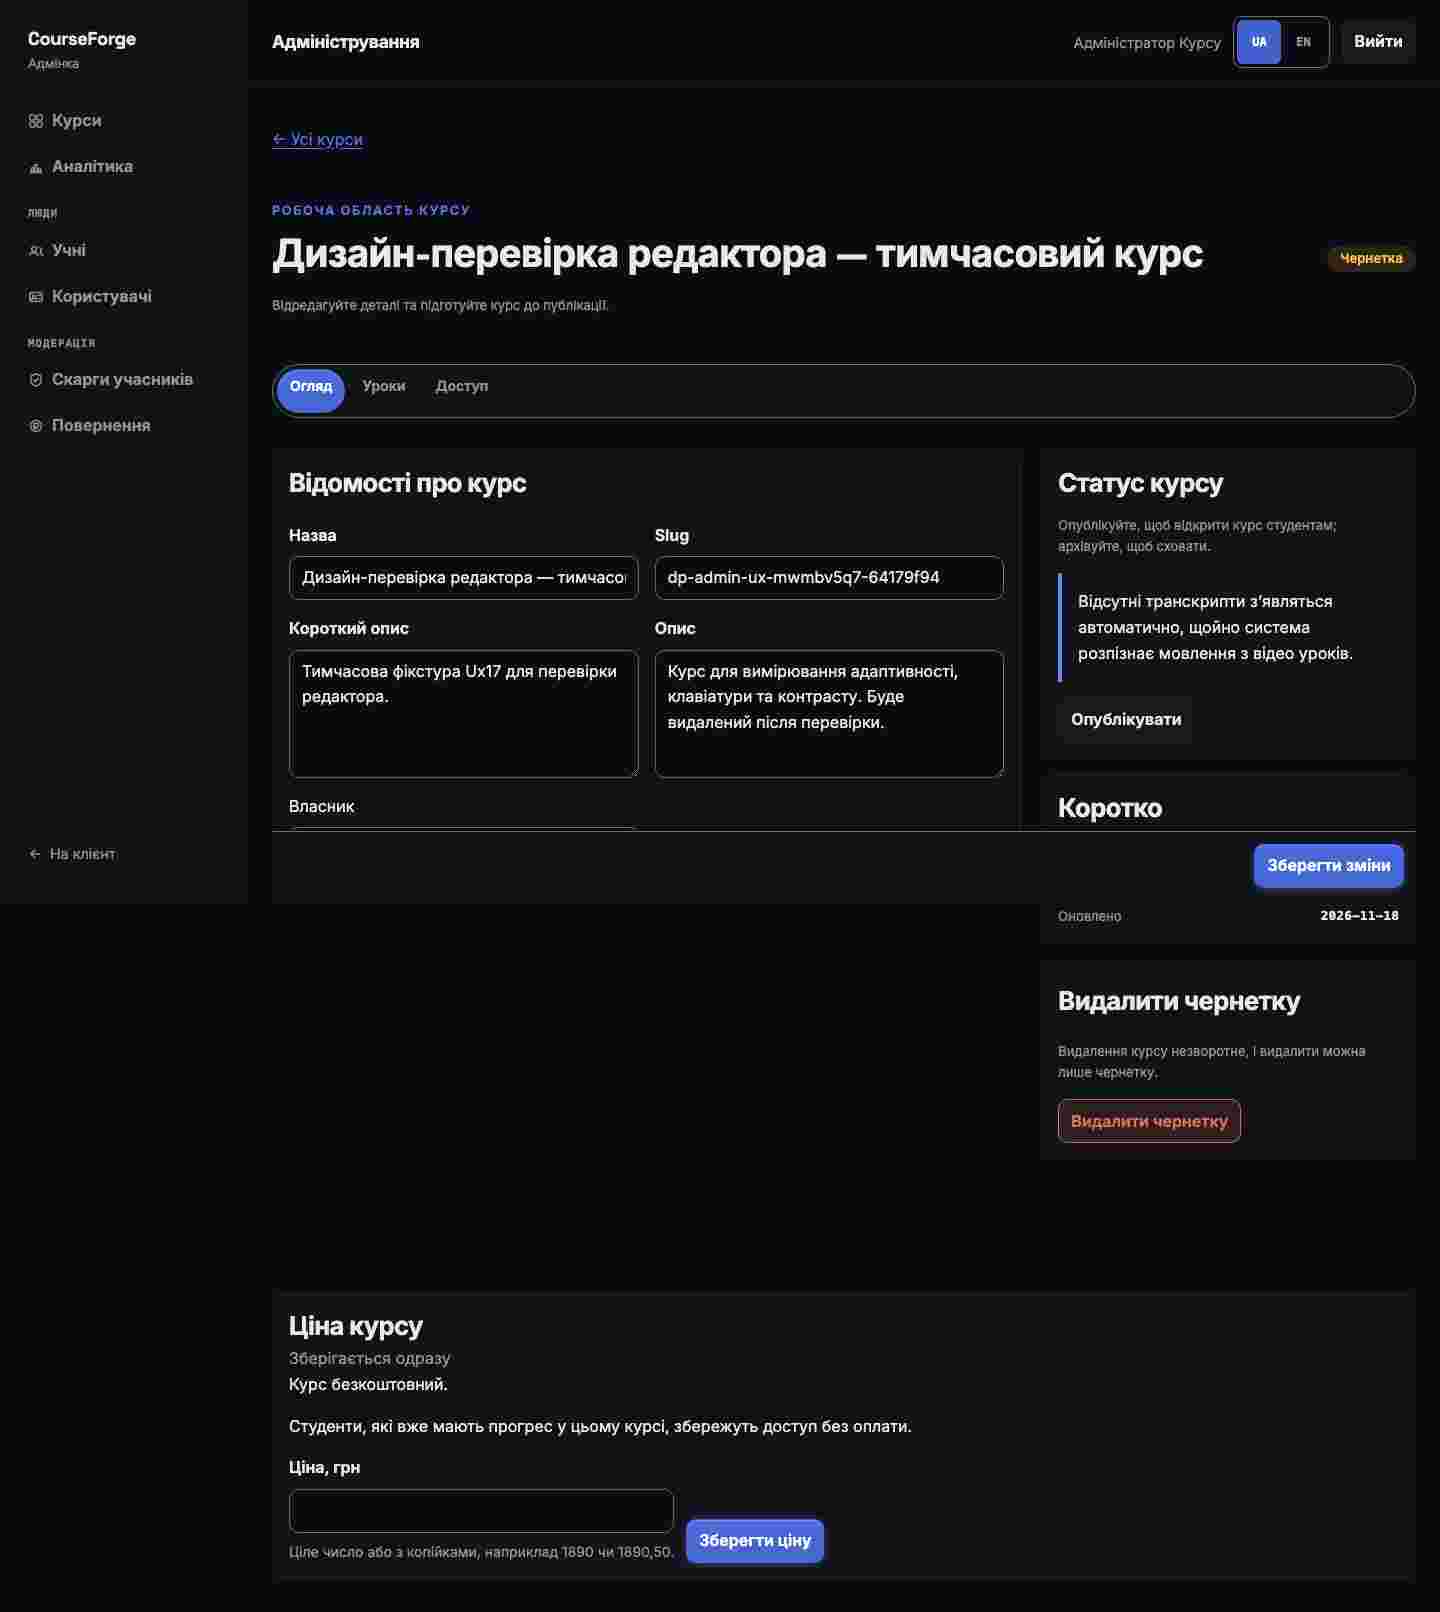 CourseForge
Адмінка
Курси
Аналітика
ЛЮДИ
Учні
Користувачі
МОДЕРАЦІЯ
Скарги учасників
Повернення
← На клієнт
Адміністрування
Адміністратор Курсу
UA
EN
Вийти
← Усі курси
РОБОЧА ОБЛАСТЬ КУРСУ
Дизайн-перевірка редактора — тимчасовий курс
Чернетка
Відредагуйте деталі та підготуйте курс до публікації.
Огляд
Уроки
Доступ
Відомості про курс
Назва
Дизайн-перевірка редактора — тимчасо
Slug
dp-admin-ux-mwmbv5q7-64179f94
Короткий опис
Тимчасова фікстура Ux17 для перевірки
редактора.
Опис
Курс для вимірювання адаптивності,
клавіатури та контрасту. Буде
видалений після перевірки.
Власник
Статус курсу
Опублікуйте, щоб відкрити курс студентам;
архівуйте, щоб сховати.
Відсутні транскрипти з’являться
автоматично, щойно система
розпізнає мовлення з відео уроків.
Опублікувати
Коротко
Зберегти зміни
Оновлено
2026-11-18
Видалити чернетку
Видалення курсу незворотне, і видалити можна
лише чернетку.
Видалити чернетку
Ціна курсу
Зберігається одразу
Курс безкоштовний.
Студенти, які вже мають прогрес у цьому курсі, збережуть доступ без оплати.
Ціна, грн
Зберегти ціну
Ціле число або з копійками, наприклад 1890 чи 1890,50.